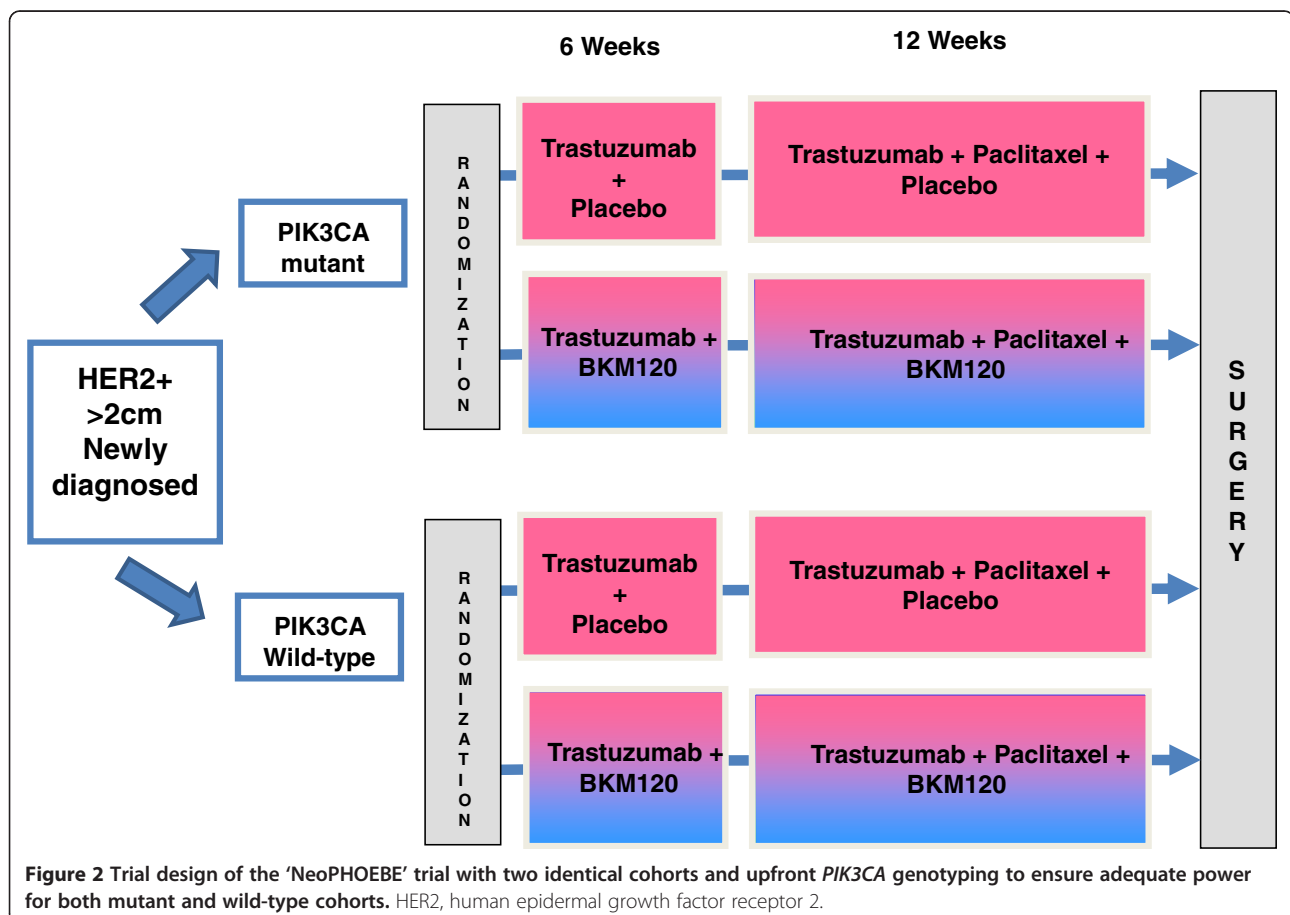 6 Weeks
12 Weeks
HER2+
>2cm
Newly
diagnosed
PIK3CA
mutant
RANDOMIZATION
Trastuzumab
+
Placebo
Trastuzumab + Paclitaxel +
Placebo
Trastuzumab +
BKM120
Trastuzumab + Paclitaxel +
BKM120
PIK3CA
Wild-type
RANDOMIZATION
Trastuzumab
+
Placebo
Trastuzumab + Paclitaxel +
Placebo
Trastuzumab +
BKM120
Trastuzumab + Paclitaxel +
BKM120
SURGERY
Figure 2 Trial design of the ‘NeoPHOEBE’ trial with two identical cohorts and upfront PIK3CA genotyping to ensure adequate power
for both mutant and wild-type cohorts. HER2, human epidermal growth factor receptor 2.